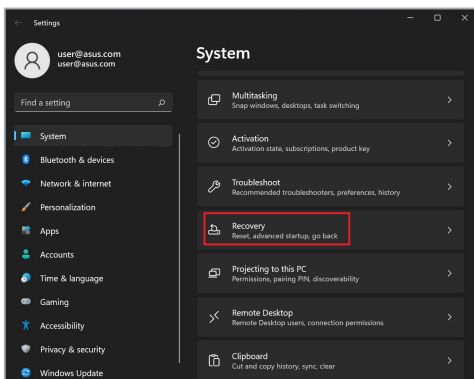 Settings
user@asus.com
user@asus.com
Find a setting
System
Bluetooth & devices
Network & internet
Personalization
Apps
Accounts
Time & language
Gaming
Accessibility
Privacy & security
Windows Update
System
Multitasking
Snap windows, desktops, task switching
Activation
Activation state, subscriptions, product key
Troubleshoot
Recommended troubleshooters, preferences, history
Recovery
Reset, advanced startup, go back
Projecting to this PC
Permissions, pairing PIN, discoverability
Remote Desktop
Remote Desktop users, connection permissions
Clipboard
Cut and copy history, sync, clear